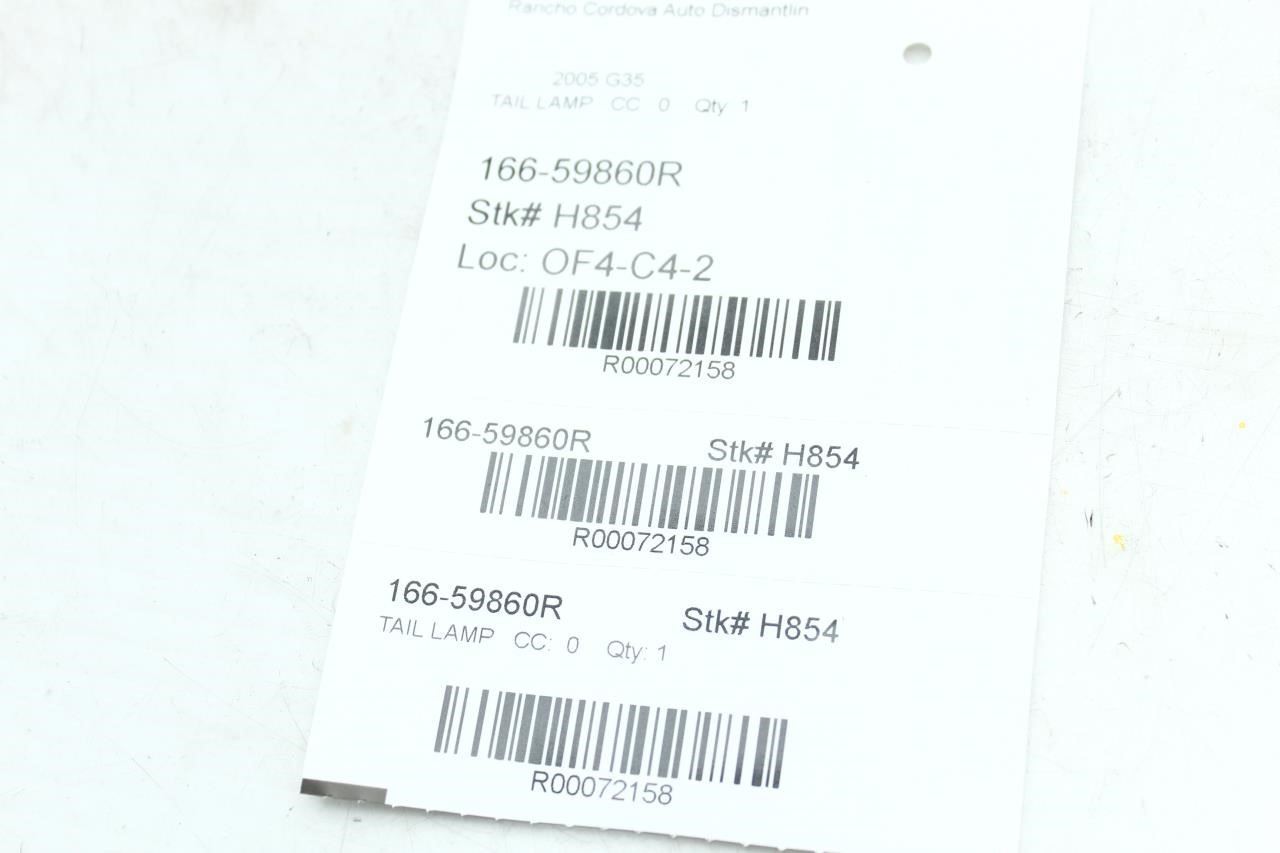 Rancho Cordova Auto Dismantlin
2005 G35
TAIL LAMP CC 0 Qty 1
166-59860R
Stk# H854
Loc: OF4-C4-2
R00072158
166-59860R Stk# H854
R00072158
166-59860R Stk# H854
TAIL LAMP CC: 0 Qty: 1
R00072158